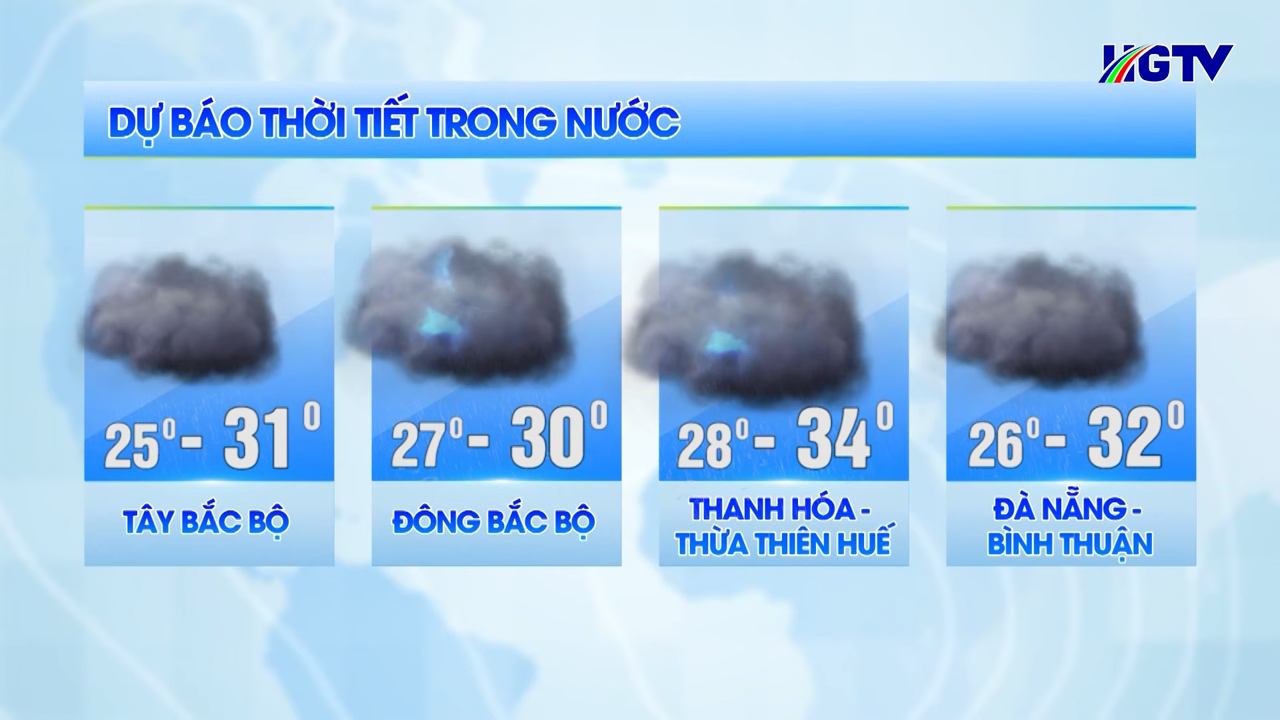 HGTV
DỰ BÁO THỜI TIẾT TRONG NƯỚC
25⁰- 31⁰
TÂY BẮC BỘ
27⁰- 30⁰
ĐÔNG BẮC BỘ
28⁰- 34⁰
THANH HÓA -
THỪA THIÊN HUẾ
26⁰- 32⁰
ĐÀ NẴNG -
BÌNH THUẬN